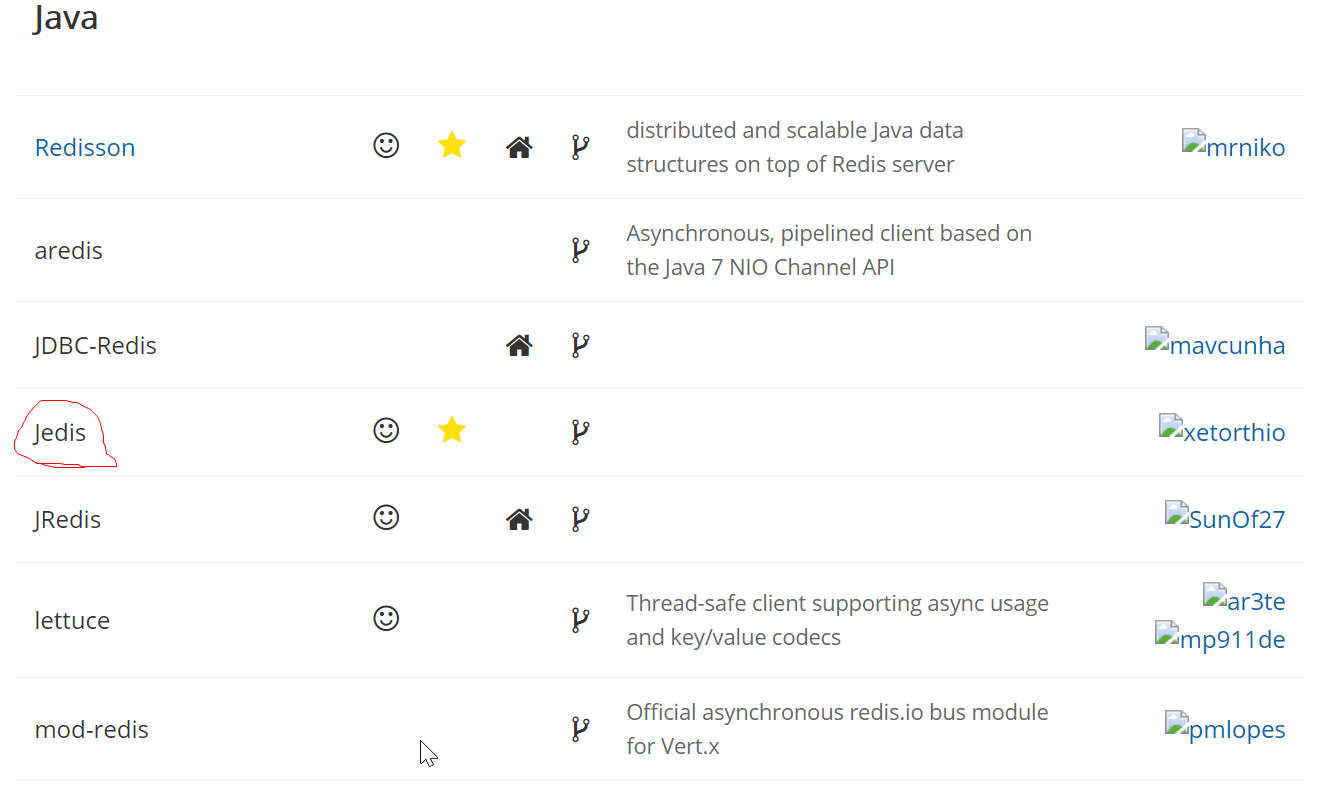 Java
Redisson
distributed and scalable Java data
structures on top of Redis server
mrniko
aredis
Asynchronous, pipelined client based on
the Java 7 NIO Channel API
JDBC-Redis
mavcunha
Jedis
xetorthio
JRedis
SunOf27
lettuce
Thread-safe client supporting async usage
and key/value codecs
ar3te
mp911de
mod-redis
Official asynchronous redis.io bus module
for Vert.x
pmlopes